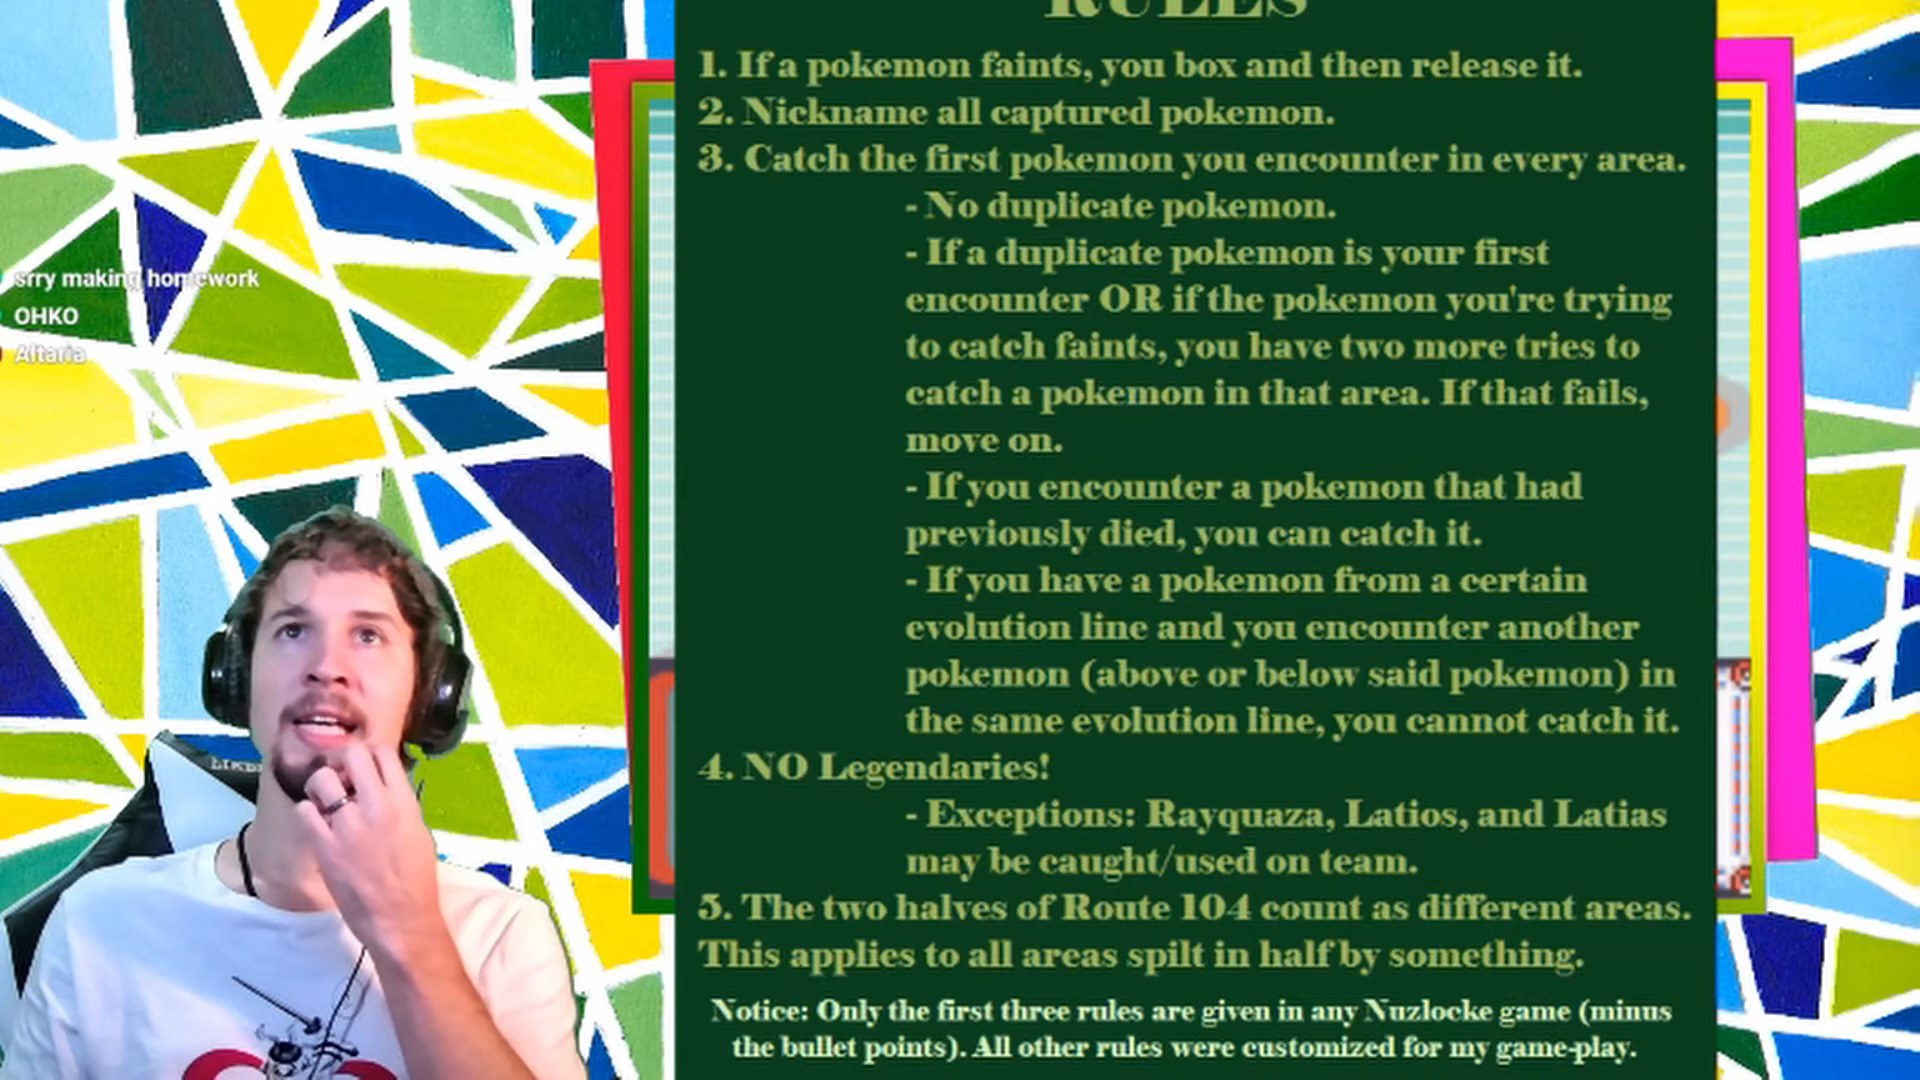 RULES
1. If a pokemon faints, you box and then release it.
2. Nickname all captured pokemon.
3. Catch the first pokemon you encounter in every area.
- No duplicate pokemon.
- If a duplicate pokemon is your first
encounter OR if the pokemon you're trying
to catch faints, you have two more tries to
catch a pokemon in that area. If that fails,
move on.
- If you encounter a pokemon that had
previously died, you can catch it.
- If you have a pokemon from a certain
evolution line and you encounter another
pokemon (above or below said pokemon) in
the same evolution line, you cannot catch it.
4. NO Legendaries!
- Exceptions: Rayquaza, Latios, and Latias
may be caught/used on team.
5. The two halves of Route 104 count as different areas.
This applies to all areas spilt in half by something.
Notice: Only the first three rules are given in any Nuzlocke game (minus
the bullet points). All other rules were customized for my game-play.
srry making homework
OHKO
Altaria